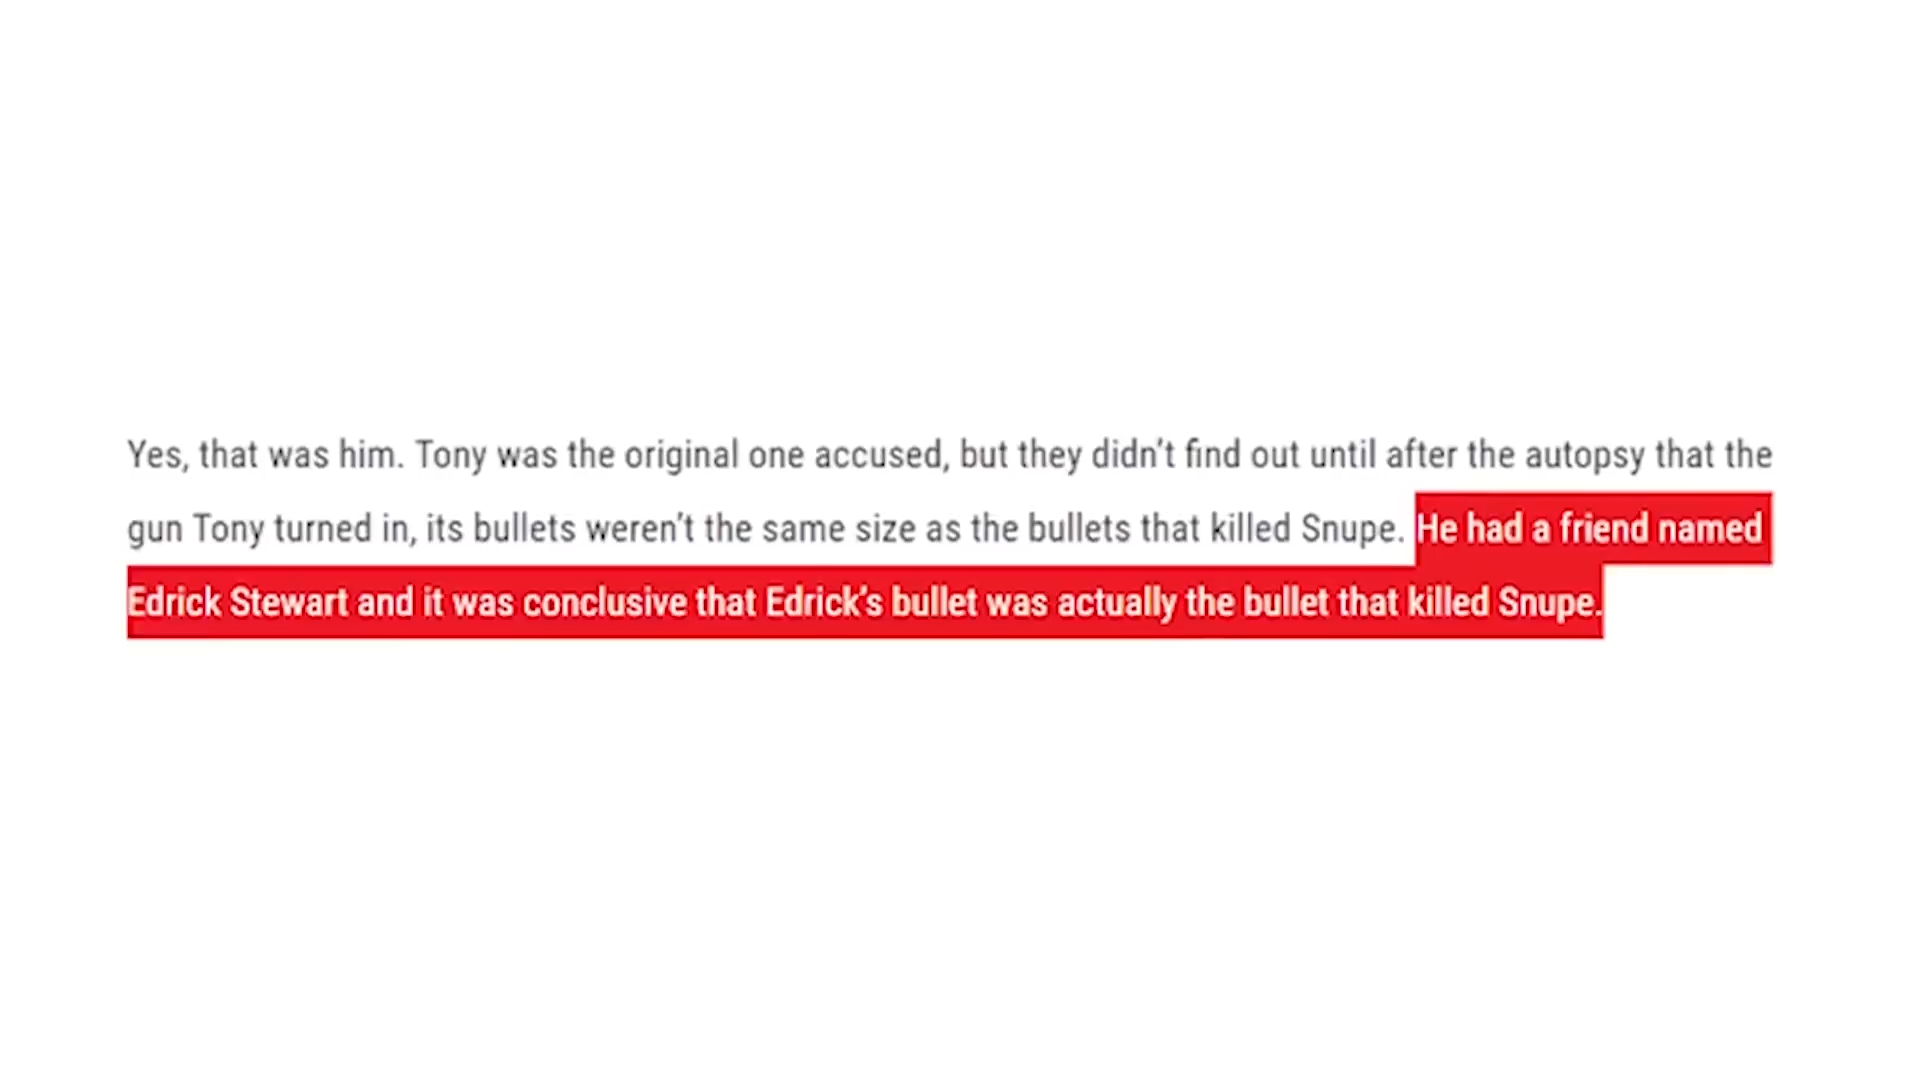 Yes, that was him. Tony was the original one accused, but they didn’t find out until after the autopsy that the
gun Tony turned in, its bullets weren’t the same size as the bullets that killed Snupe. He had a friend named
Edrick Stewart and it was conclusive that Edrick’s bullet was actually the bullet that killed Snupe.